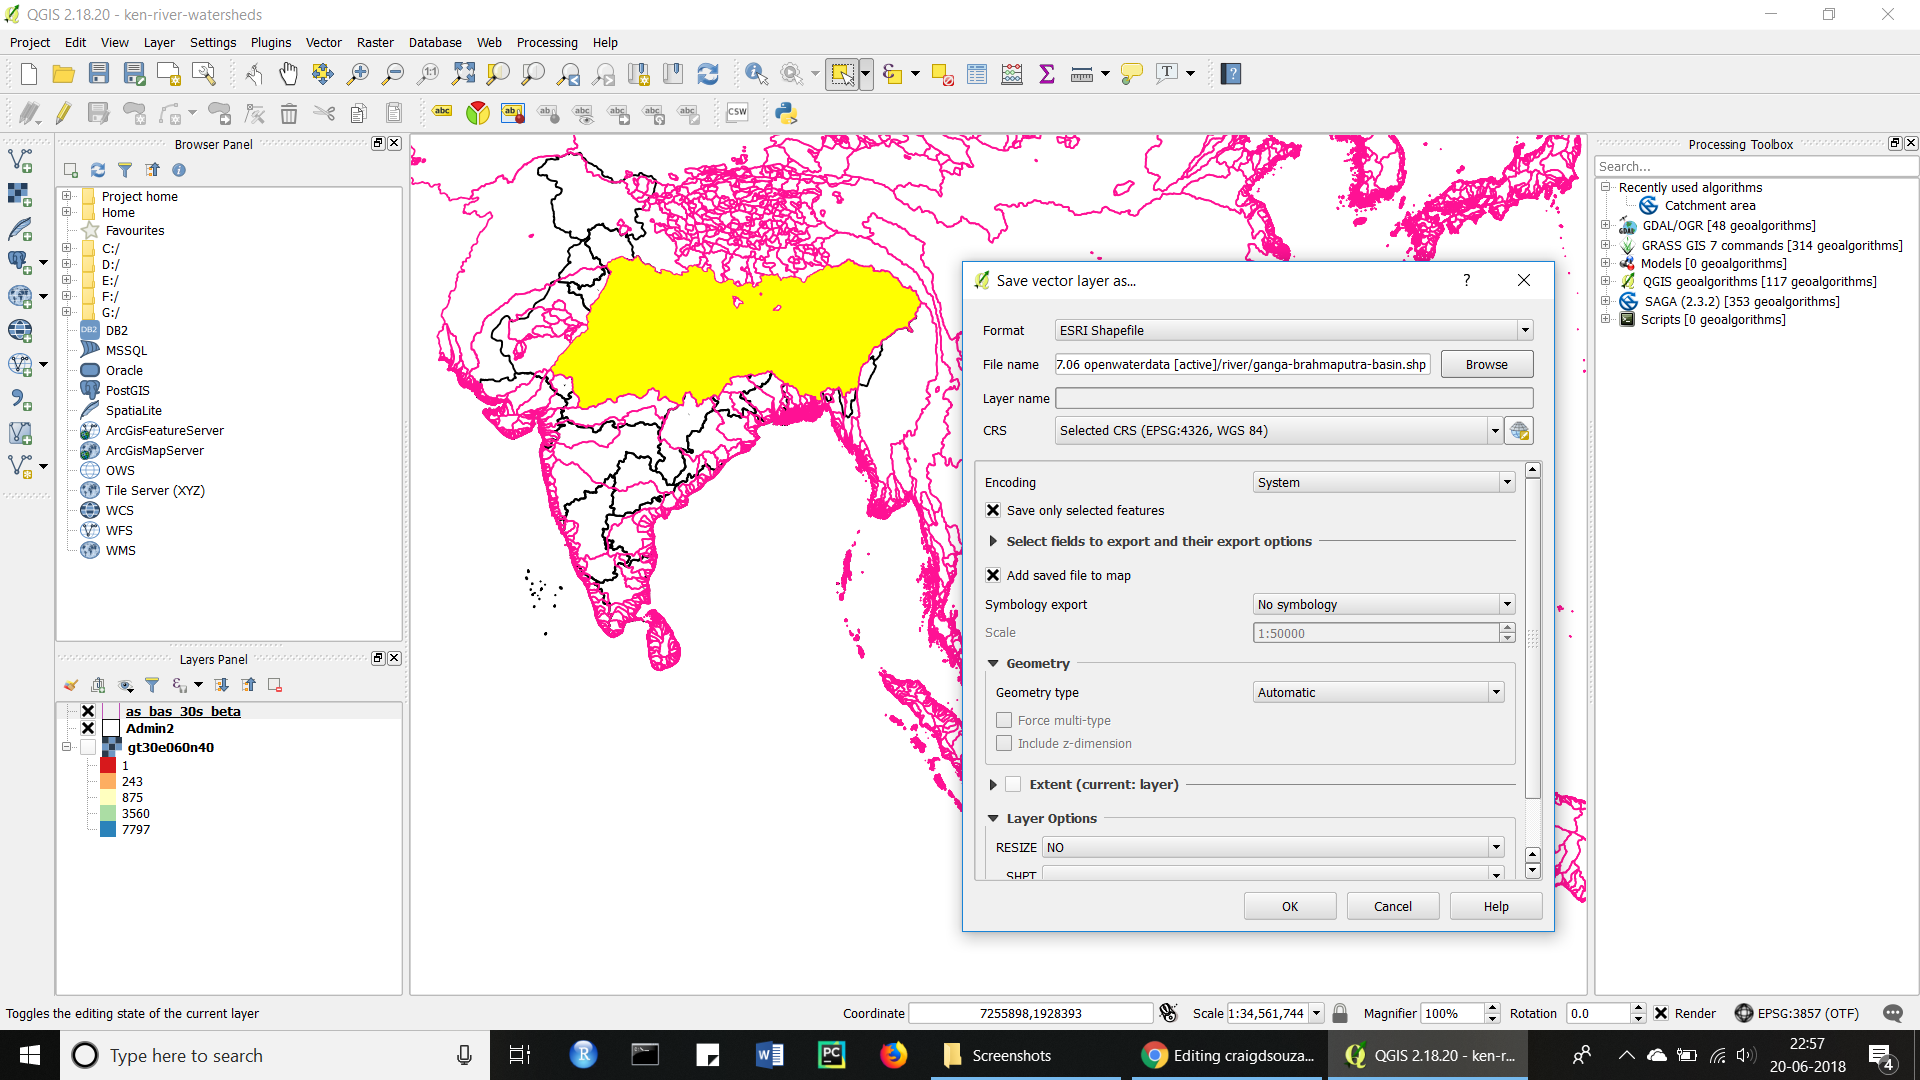 QGIS 2.18.20 - ken-river-watersheds
Project Edit View Layer Settings Plugins Vector Raster Database Web Processing Help
Browser Panel
Project home
Home
Favourites
C:/
D:/
E:/
F:/
G:/
DB2
MSSQL
Oracle
PostGIS
SpatiaLite
ArcGisFeatureServer
ArcGisMapServer
OWS
Tile Server (XYZ)
WCS
WFS
WMS
Layers Panel
as_bas_30s_beta
Admin2
gt30e060n40
1
243
875
3560
7797
Save vector layer as...
Format ESRI Shapefile
File name 7.06 openwaterdata [active]/river/ganga-brahmaputra-basin.shp Browse
Layer name
CRS Selected CRS (EPSG:4326, WGS 84)
Encoding System
Save only selected features
Select fields to export and their export options
Add saved file to map
Symbology export No symbology
Scale 1:50000
Geometry
Geometry type Automatic
Force multi-type
Include z-dimension
Extent (current: layer)
Layer Options
RESIZE NO
SHPT
OK Cancel Help
Processing Toolbox
Search...
Recently used algorithms
Catchment area
GDAL/OGR [48 geoalgorithms]
GRASS GIS 7 commands [314 geoalgorithms]
Models [0 geoalgorithms]
QGIS geoalgorithms [117 geoalgorithms]
SAGA (2.3.2) [353 geoalgorithms]
Scripts [0 geoalgorithms]
Toggles the editing state of the current layer
Coordinate 7255898,1928393 Scale 1:34,561,744 Magnifier 100% Rotation 0.0 Render EPSG:3857 (OTF)
Type here to search
Screenshots
Editing craigdsouza...
QGIS 2.18.20 - ken-r...
22:57
20-06-2018
4